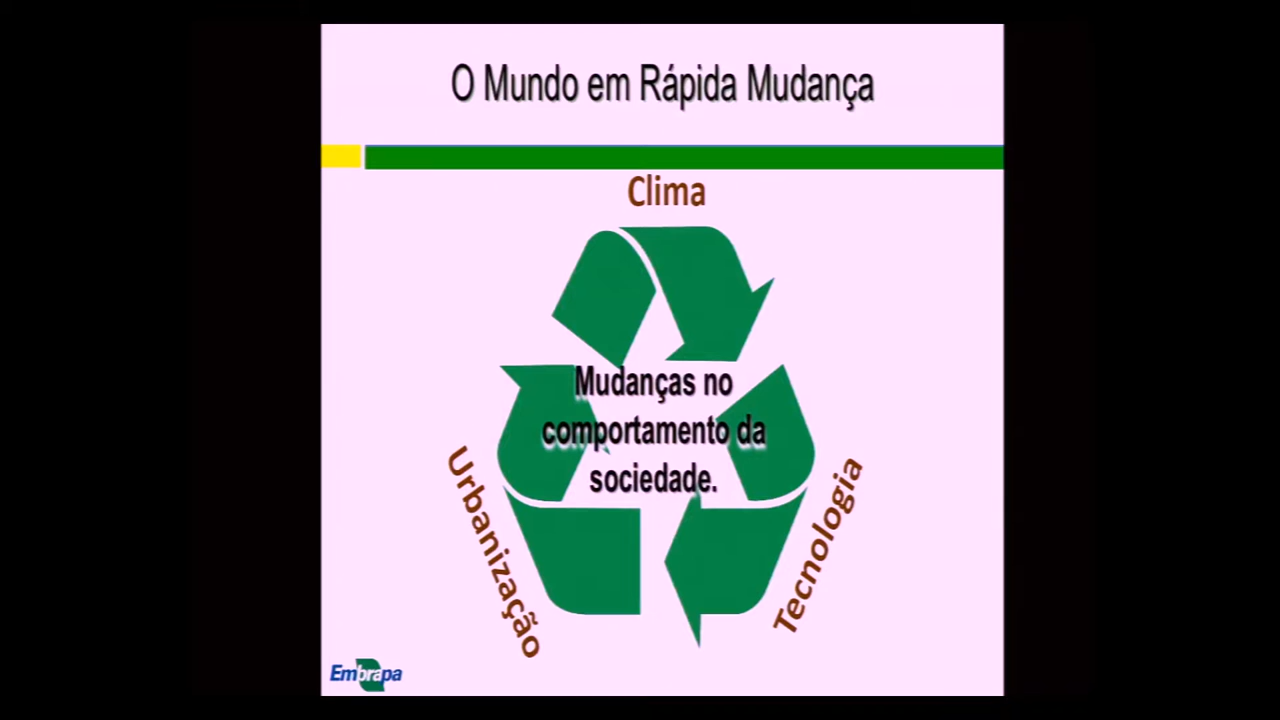 O Mundo em Rápida Mudança
Clima
Mudanças no
comportamento da
sociedade.
Urbanização
Tecnologia
Embrapa